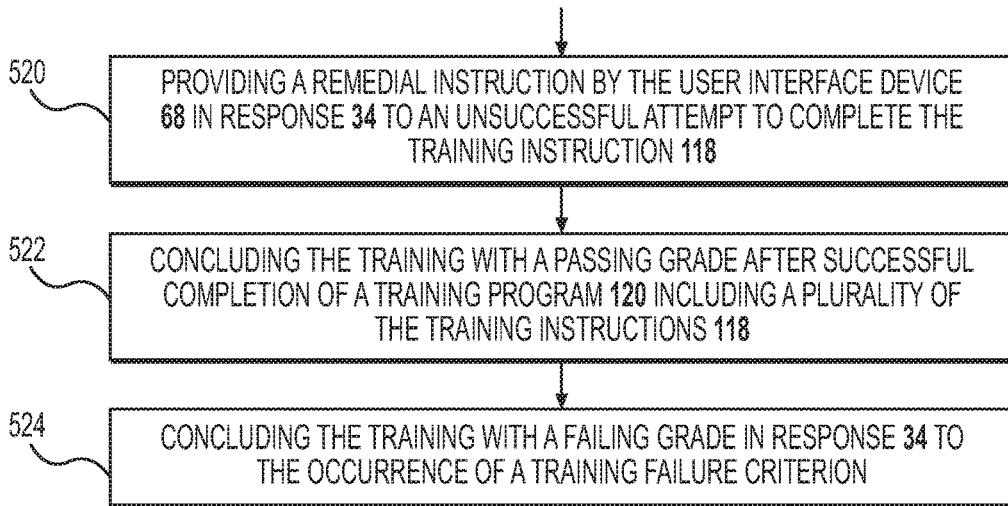 520
PROVIDING A REMEDIAL INSTRUCTION BY THE USER INTERFACE DEVICE
68 IN RESPONSE 34 TO AN UNSUCCESSFUL ATTEMPT TO COMPLETE THE
TRAINING INSTRUCTION 118
522
CONCLUDING THE TRAINING WITH A PASSING GRADE AFTER SUCCESSFUL
COMPLETION OF A TRAINING PROGRAM 120 INCLUDING A PLURALITY OF
THE TRAINING INSTRUCTIONS 118
524
CONCLUDING THE TRAINING WITH A FAILING GRADE IN RESPONSE 34 TO
THE OCCURRENCE OF A TRAINING FAILURE CRITERION